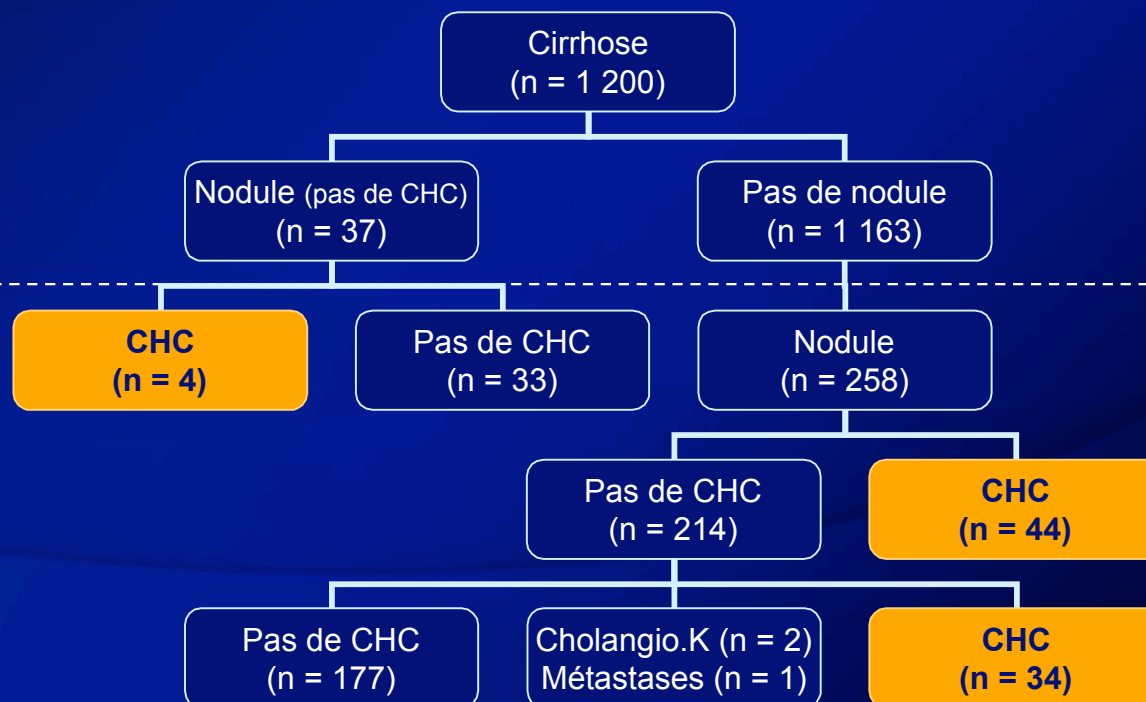 Cirrhose
(n = 1 200)
Nodule (pas de CHC)
(n = 37)
Pas de nodule
(n = 1 163)
CHC
(n = 4)
Pas de CHC
(n = 33)
Nodule
(n = 258)
Pas de CHC
(n = 214)
CHC
(n = 44)
Pas de CHC
(n = 177)
Cholangio.K (n = 2)
Métastases (n = 1)
CHC
(n = 34)